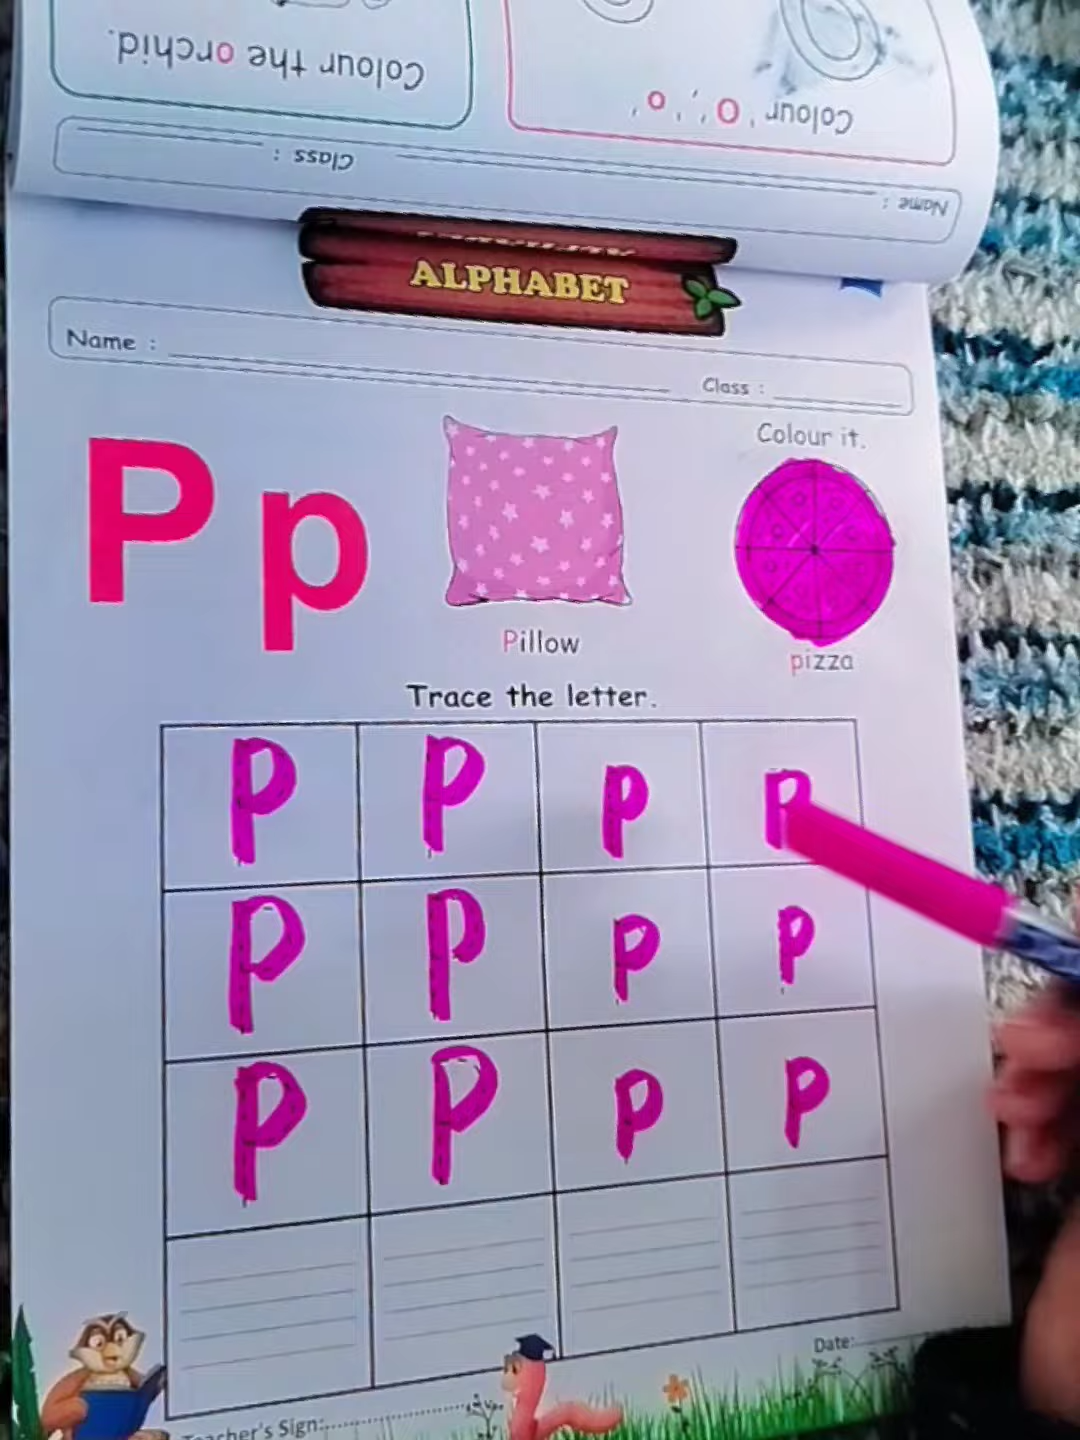 Colour the orchid.
Colour 'O', 'o'
Class :
Name :
ALPHABET
Name :
Class :
P p
Colour it.
Pillow
pizza
Trace the letter.
P P p p
P P p p
P P p p
Date:
Teacher's Sign: